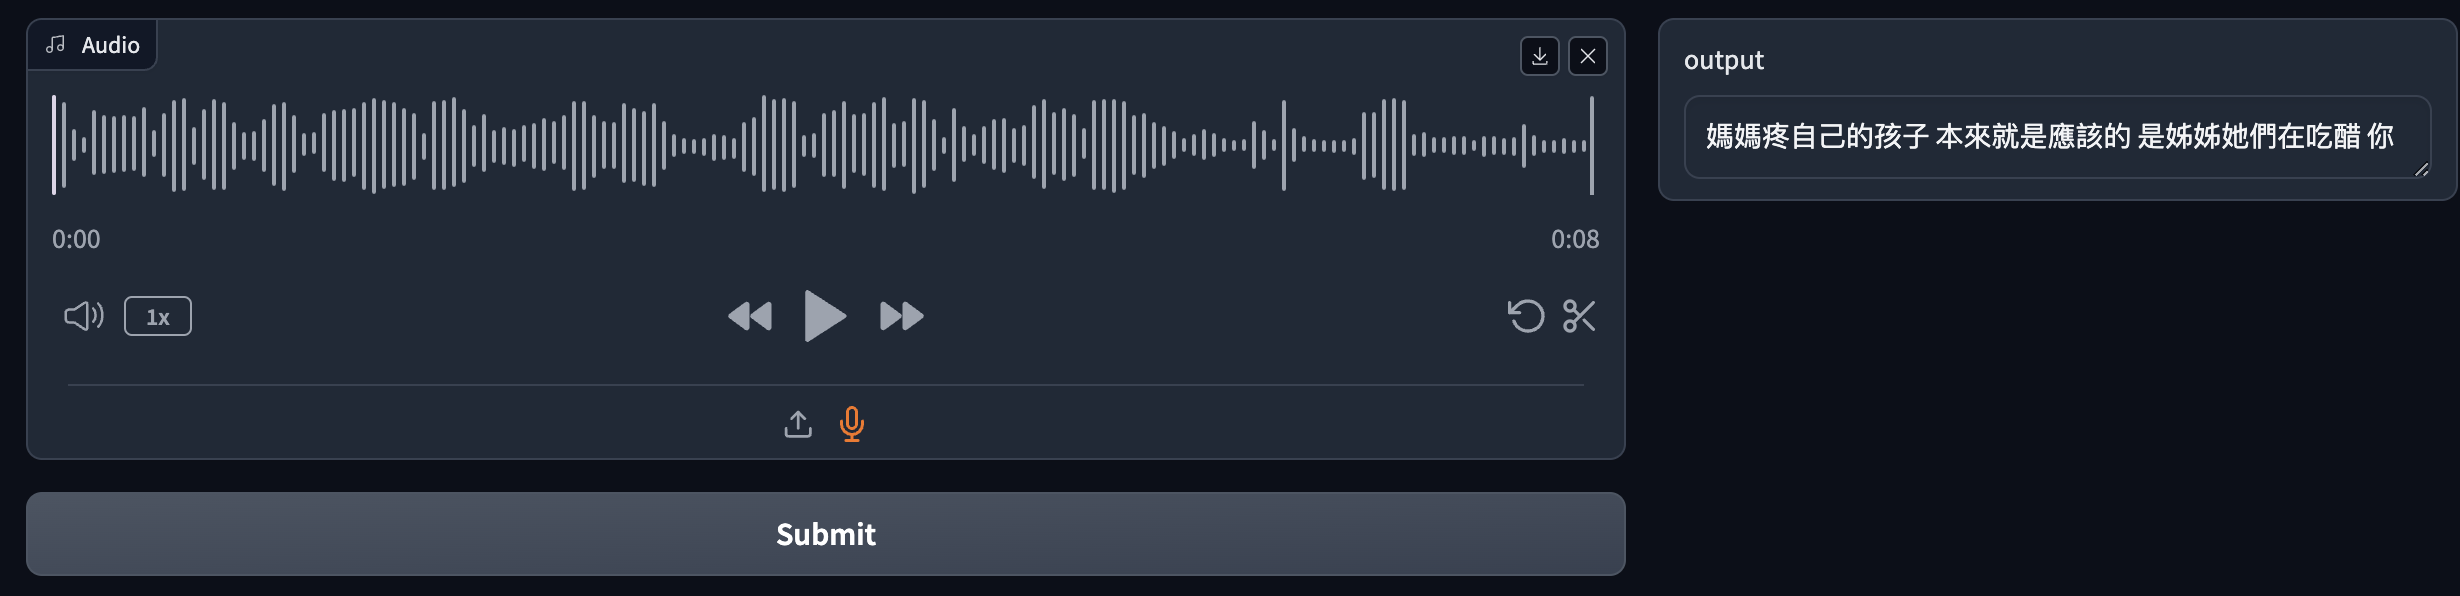 Audio
0:00
0:08
1x
Submit
output
媽媽疼自己的孩子 本來就是應該的 是姊姊她們在吃醋 你